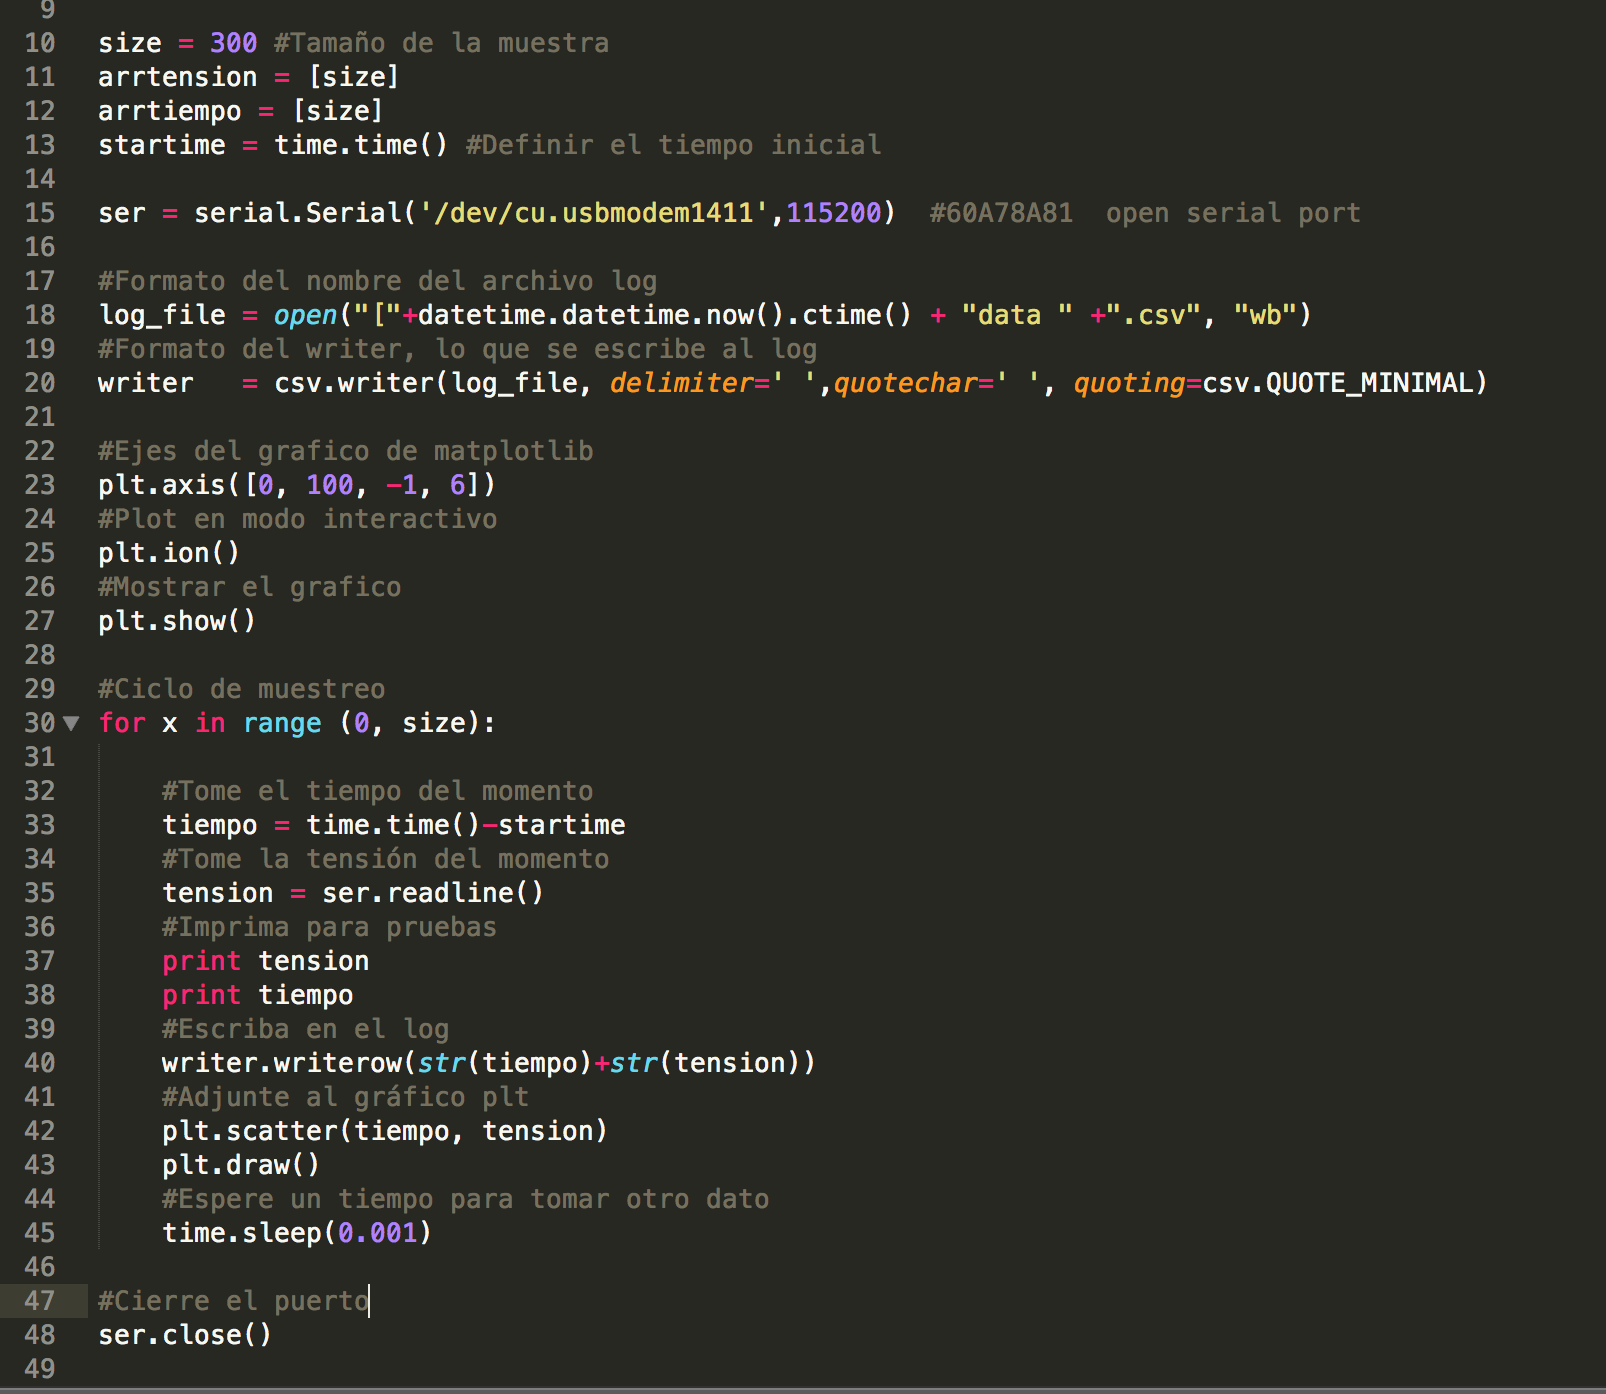 9
10 size = 300 #Tamaño de la muestra
11 arrtension = [size]
12 arrtiempo = [size]
13 startime = time.time() #Definir el tiempo inicial
14
15 ser = serial.Serial('/dev/cu.usbmodem1411',115200)  #60A78A81  open serial port
16
17 #Formato del nombre del archivo log
18 log_file = open("["+datetime.datetime.now().ctime() + "data " +".csv", "wb")
19 #Formato del writer, lo que se escribe al log
20 writer   = csv.writer(log_file, delimiter=' ',quotechar=' ', quoting=csv.QUOTE_MINIMAL)
21
22 #Ejes del grafico de matplotlib
23 plt.axis([0, 100, -1, 6])
24 #Plot en modo interactivo
25 plt.ion()
26 #Mostrar el grafico
27 plt.show()
28
29 #Ciclo de muestreo
30 for x in range (0, size):
31
32     #Tome el tiempo del momento
33     tiempo = time.time()-startime
34     #Tome la tensión del momento
35     tension = ser.readline()
36     #Imprima para pruebas
37     print tension
38     print tiempo
39     #Escriba en el log
40     writer.writerow(str(tiempo)+str(tension))
41     #Adjunte al gráfico plt
42     plt.scatter(tiempo, tension)
43     plt.draw()
44     #Espere un tiempo para tomar otro dato
45     time.sleep(0.001)
46
47 #Cierre el puerto
48 ser.close()
49